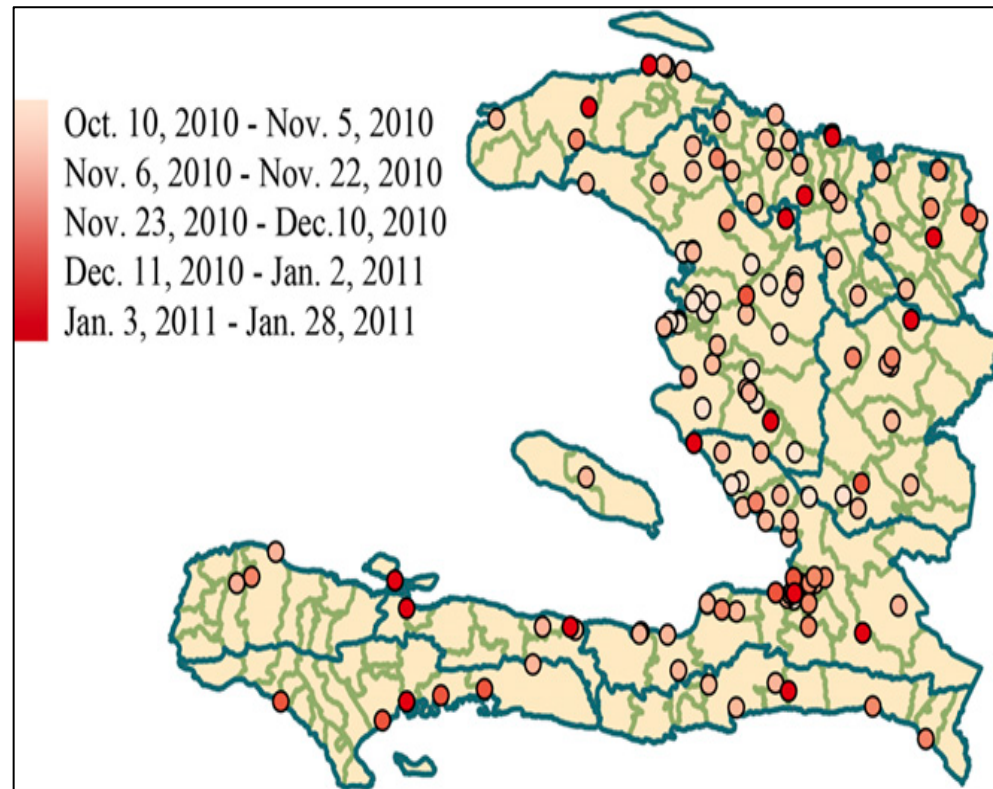 Oct. 10, 2010 - Nov. 5, 2010
Nov. 6, 2010 - Nov. 22, 2010
Nov. 23, 2010 - Dec.10, 2010
Dec. 11, 2010 - Jan. 2, 2011
Jan. 3, 2011 - Jan. 28, 2011